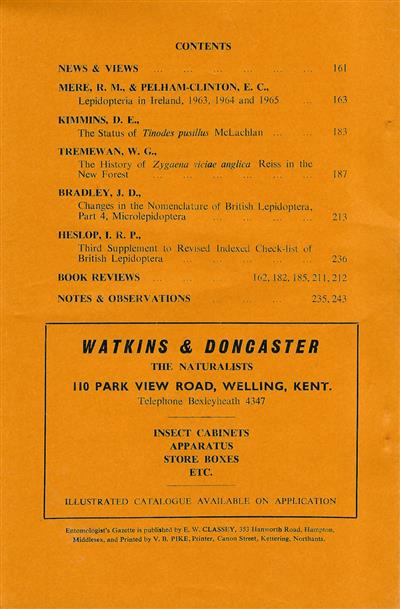 CONTENTS
NEWS & VIEWS ... ... ... ... ... ... 161
MERE, R. M., & PELHAM-CLINTON, E. C.,
Lepidopteria in Ireland, 1963, 1964 and 1965 ... 163
KIMMINS, D. E.,
The Status of Tinodes pusillus McLachlan ... ... 183
TREMEWAN, W. G.,
The History of Zygaena viciae anglica Reiss in the
New Forest ... ... ... ... ... ... 187
BRADLEY, J. D.,
Changes in the Nomenclature of British Lepidoptera,
Part 4, Microlepidoptera ... ... ... ... 213
HESLOP, I. R. P.,
Third Supplement to Revised Indexed Check-list of
British Lepidoptera ... ... ... ... ... 236
BOOK REVIEWS ... ... ... 162, 182, 185, 211, 212
NOTES & OBSERVATIONS ... ... ... 235, 243
WATKINS & DONCASTER
THE NATURALISTS
110 PARK VIEW ROAD, WELLING, KENT.
Telephone Bexleyheath 4347
INSECT CABINETS
APPARATUS
STORE BOXES
ETC.
ILLUSTRATED CATALOGUE AVAILABLE ON APPLICATION
Entomologist's Gazette is published by E. W. CLASSEY, 353 Hanworth Road, Hampton,
Middlesex, and Printed by V. B. PIKE, Printer, Canon Street, Kettering, Northants.